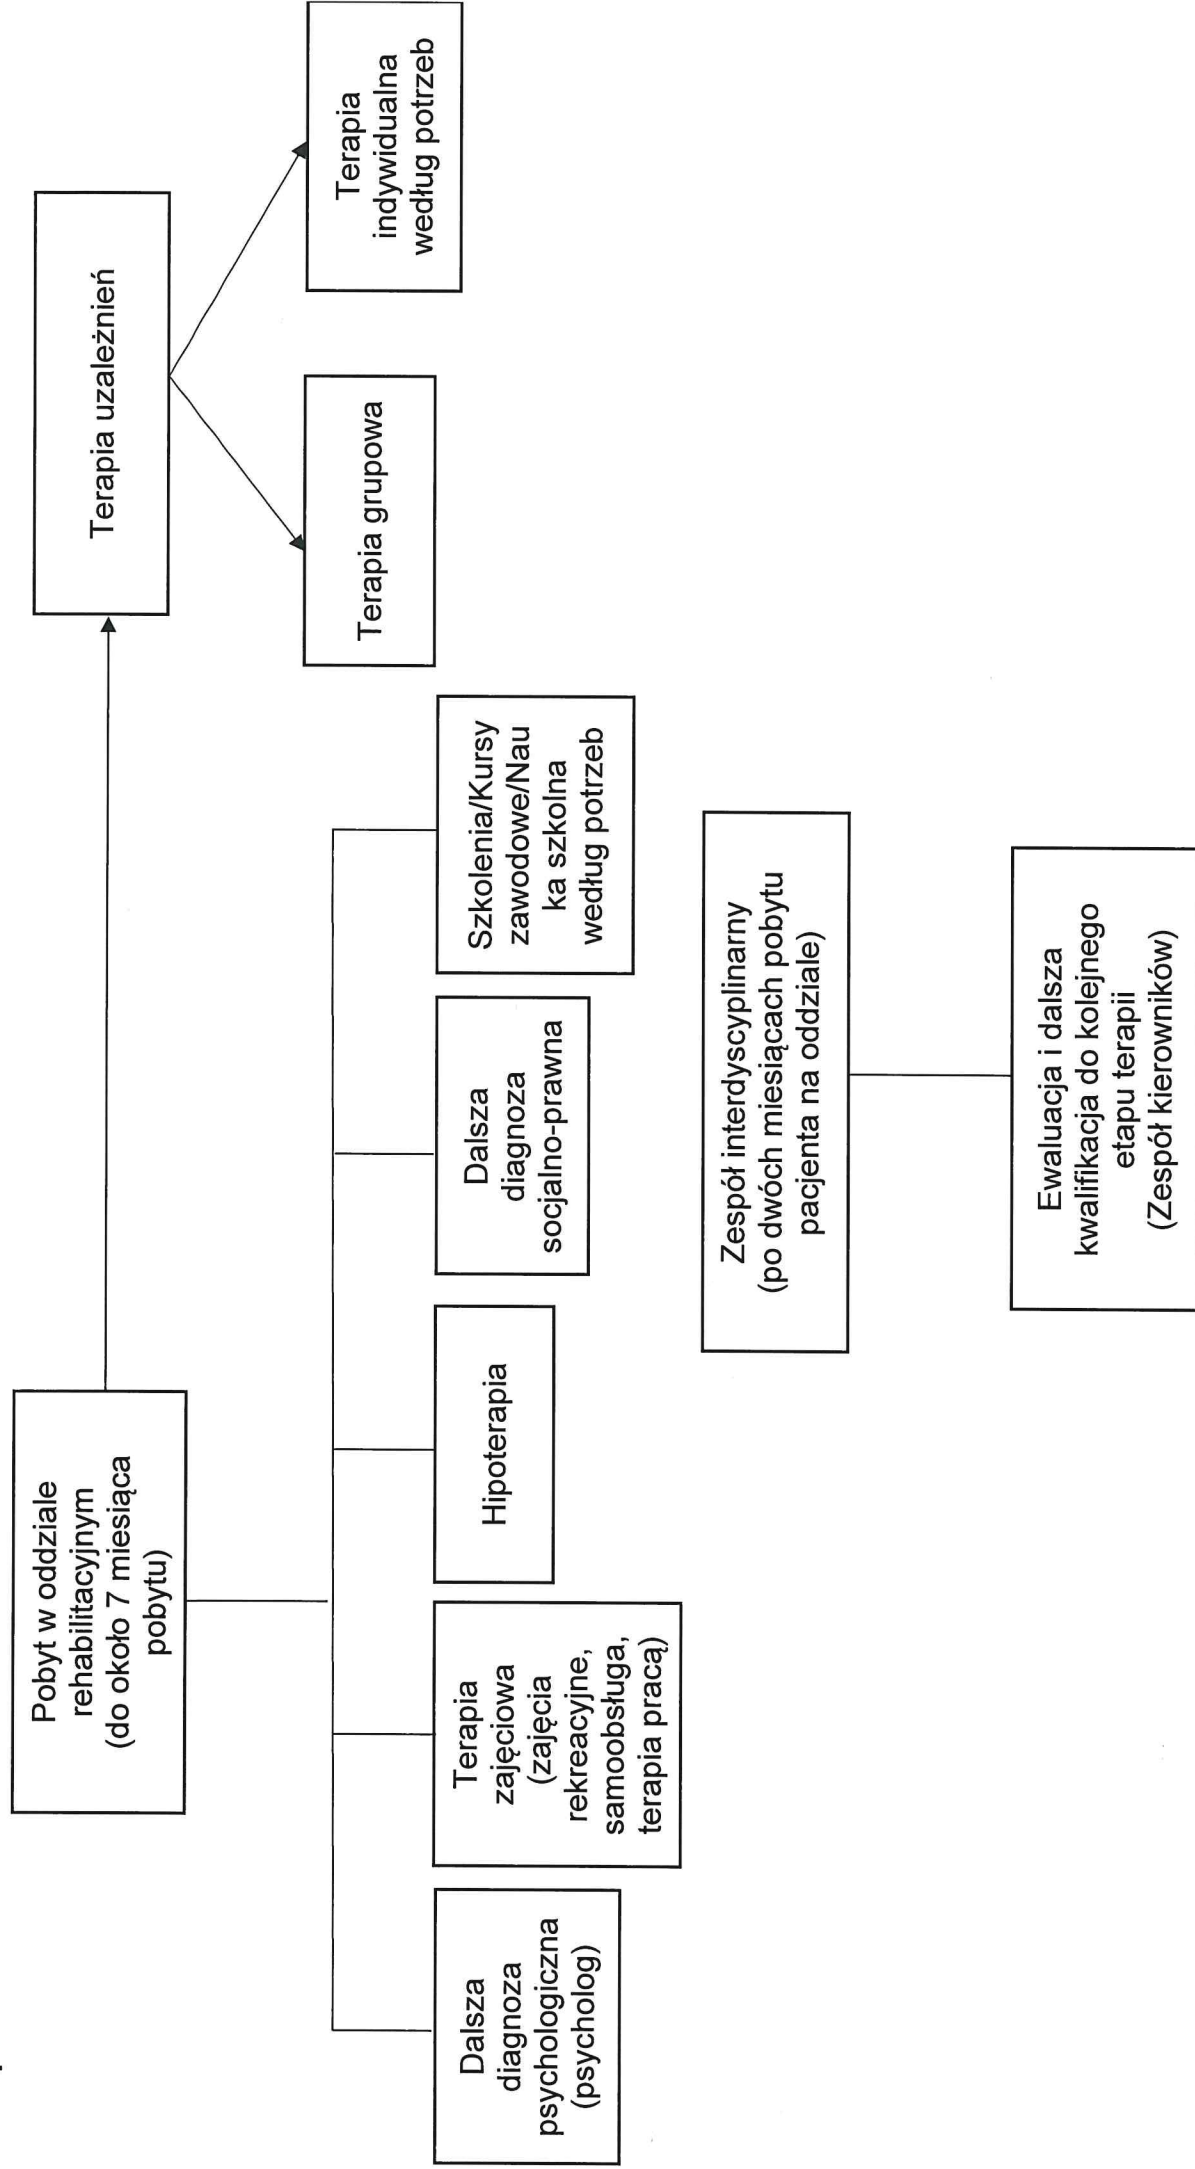 Pobyt w oddziale
rehabilitacyjnym
(do około 7 miesiąca
pobytu)
Terapia uzależnień
Terapia grupowa
Terapia
indywidualna
według potrzeb
Dalsza
diagnoza
psychologiczna
(psycholog)
Terapia
zajęciowa
(zajęcia
rekreacyjne,
samoobsługa,
terapia pracą)
Hipoterapia
Dalsza
diagnoza
socjalno-prawna
Szkolenia/Kursy
zawodowe/Nau
ka szkolna
według potrzeb
Zespół interdyscyplinarny
(po dwóch miesiącach pobytu
pacjenta na oddziale)
Ewaluacja i dalsza
kwalifikacja do kolejnego
etapu terapii
(Zespół kierowników)